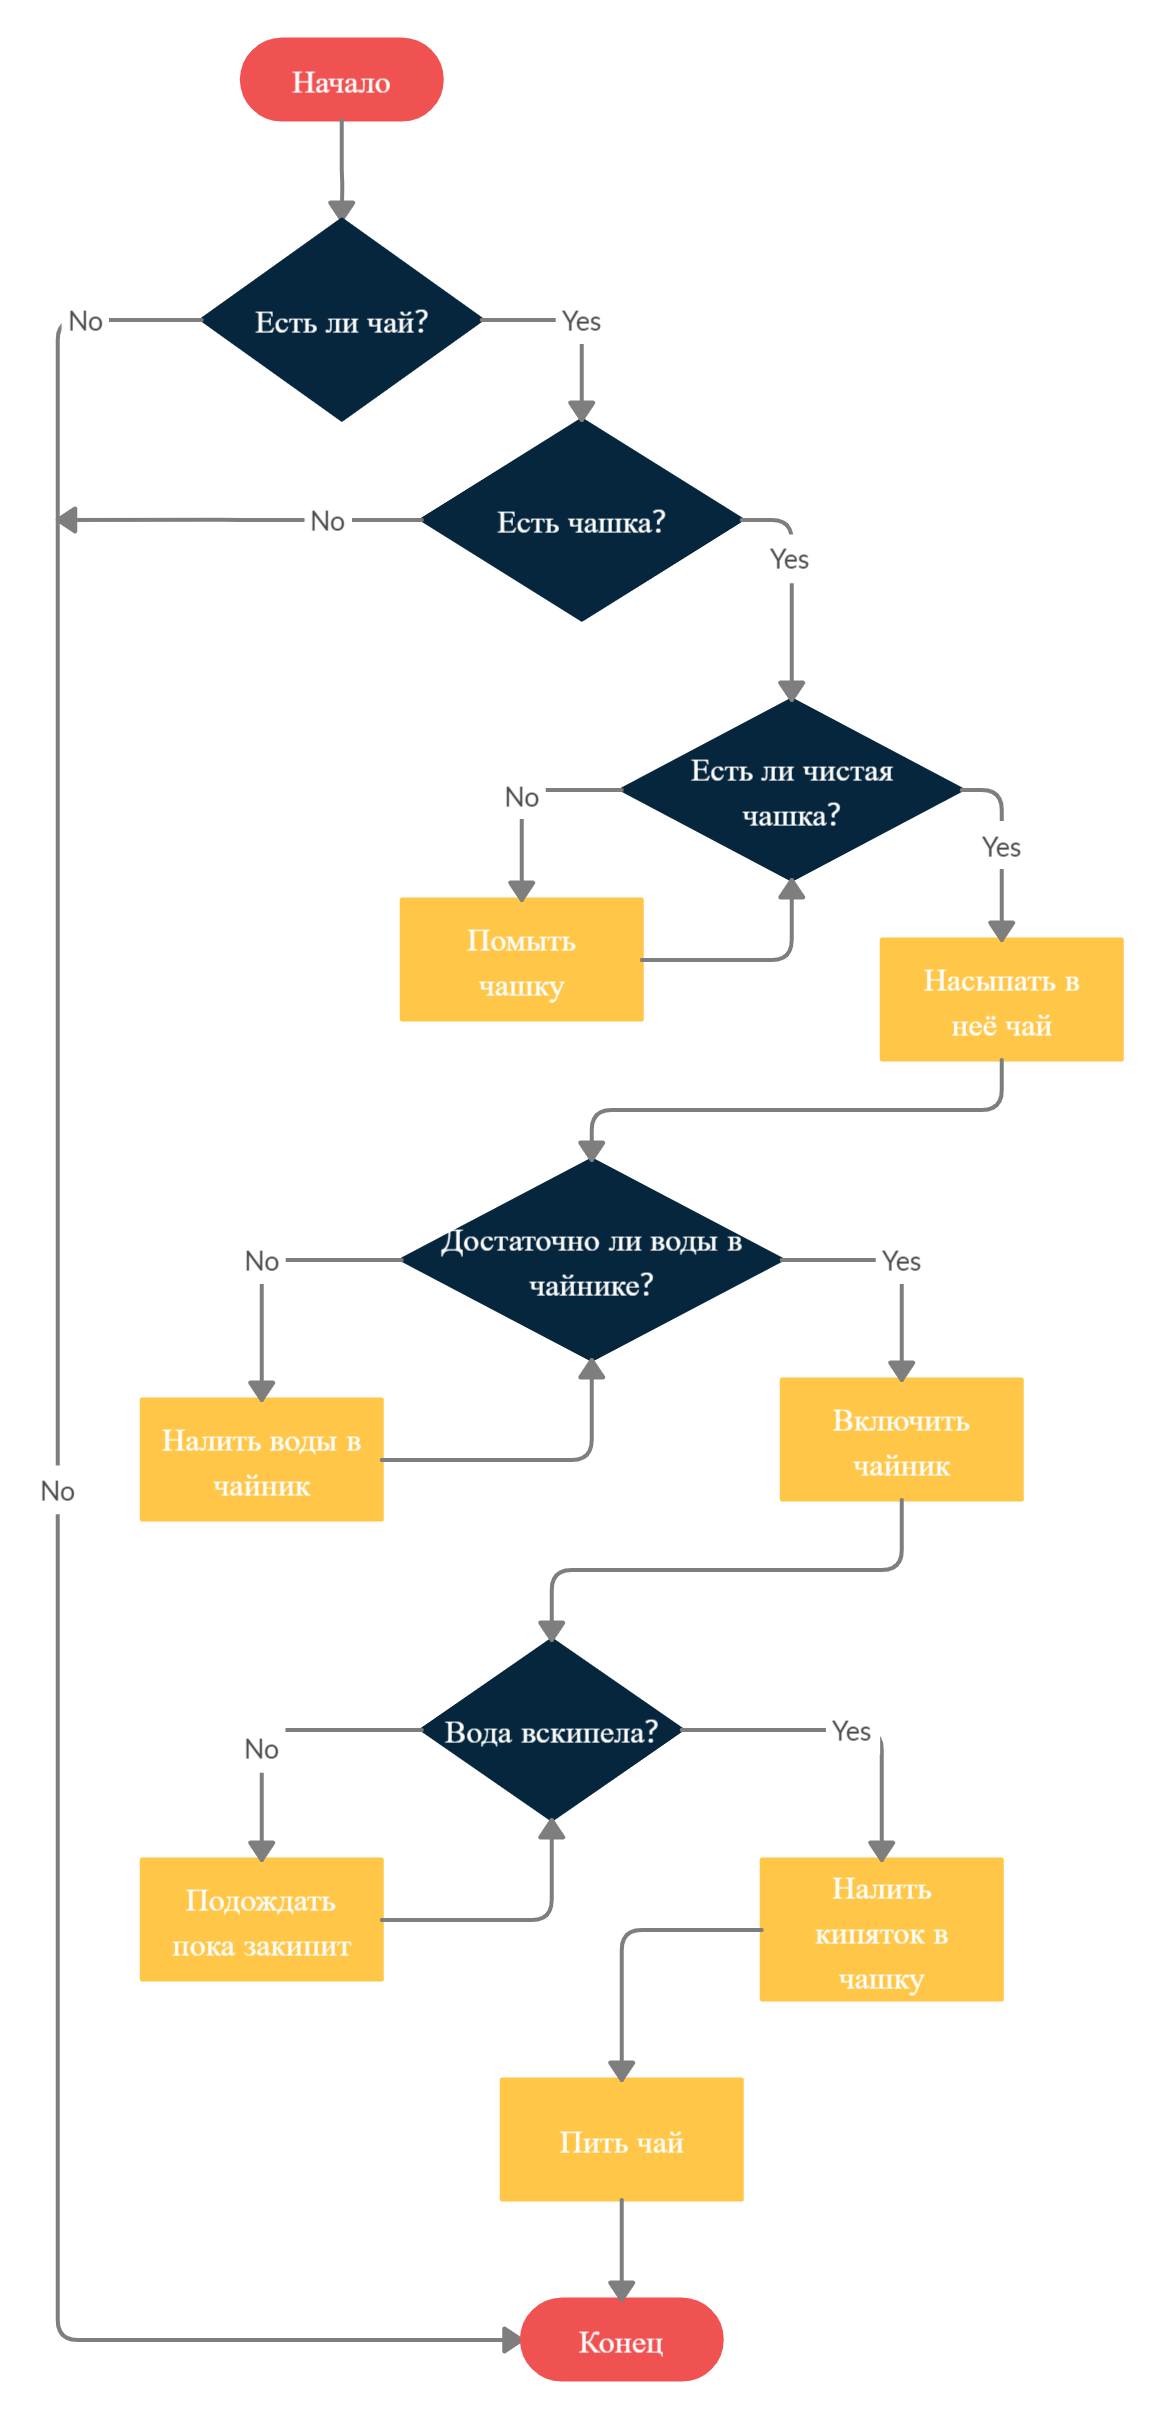 Начало
Есть ли чай?
No
Yes
Есть чашка?
No
Yes
Есть ли чистая
чашка?
No
Yes
Помыть
чашку
Насыпать в
неё чай
Достаточно ли воды в
чайнике?
No
Yes
Налить воды в
чайник
Включить
чайник
No
Вода вскипела?
No
Yes
Подождать
пока закипит
Налить
кипяток в
чашку
Пить чай
Конец